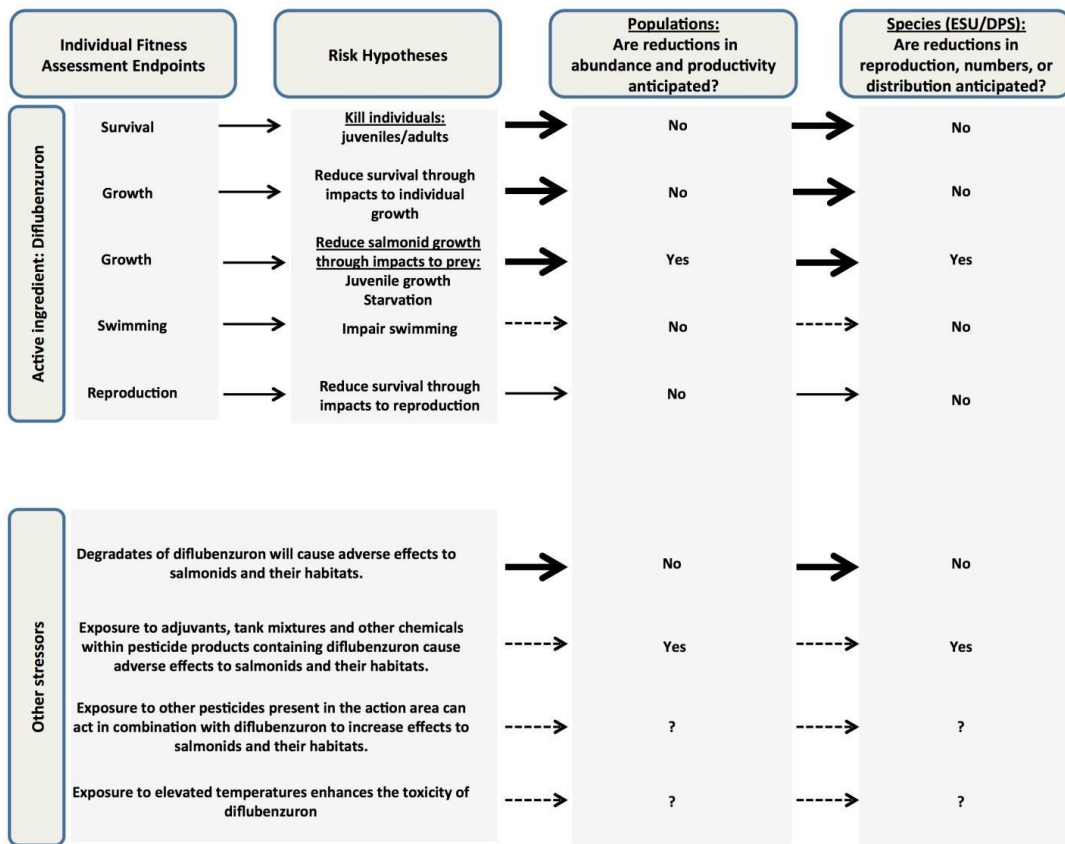 Individual Fitness
Assessment Endpoints
Risk Hypotheses
Populations:
Are reductions in
abundance and productivity
anticipated?
Species (ESU/DPS):
Are reductions in
reproduction, numbers, or
distribution anticipated?
Active ingredient: Diflubenzuron
Survival
Kill individuals:
juveniles/adults
No
No
Growth
Reduce survival through
impacts to individual
growth
No
No
Growth
Reduce salmonid growth
through impacts to prey:
Juvenile growth
Starvation
Yes
Yes
Swimming
Impair swimming
No
No
Reproduction
Reduce survival through
impacts to reproduction
No
No
Other stressors
Degradates of diflubenzuron will cause adverse effects to
salmonids and their habitats.
No
No
Exposure to adjuvants, tank mixtures and other chemicals
within pesticide products containing diflubenzuron cause
adverse effects to salmonids and their habitats.
Yes
Yes
Exposure to other pesticides present in the action area can
act in combination with diflubenzuron to increase effects to
salmonids and their habitats.
?
?
Exposure to elevated temperatures enhances the toxicity of
diflubenzuron
?
?